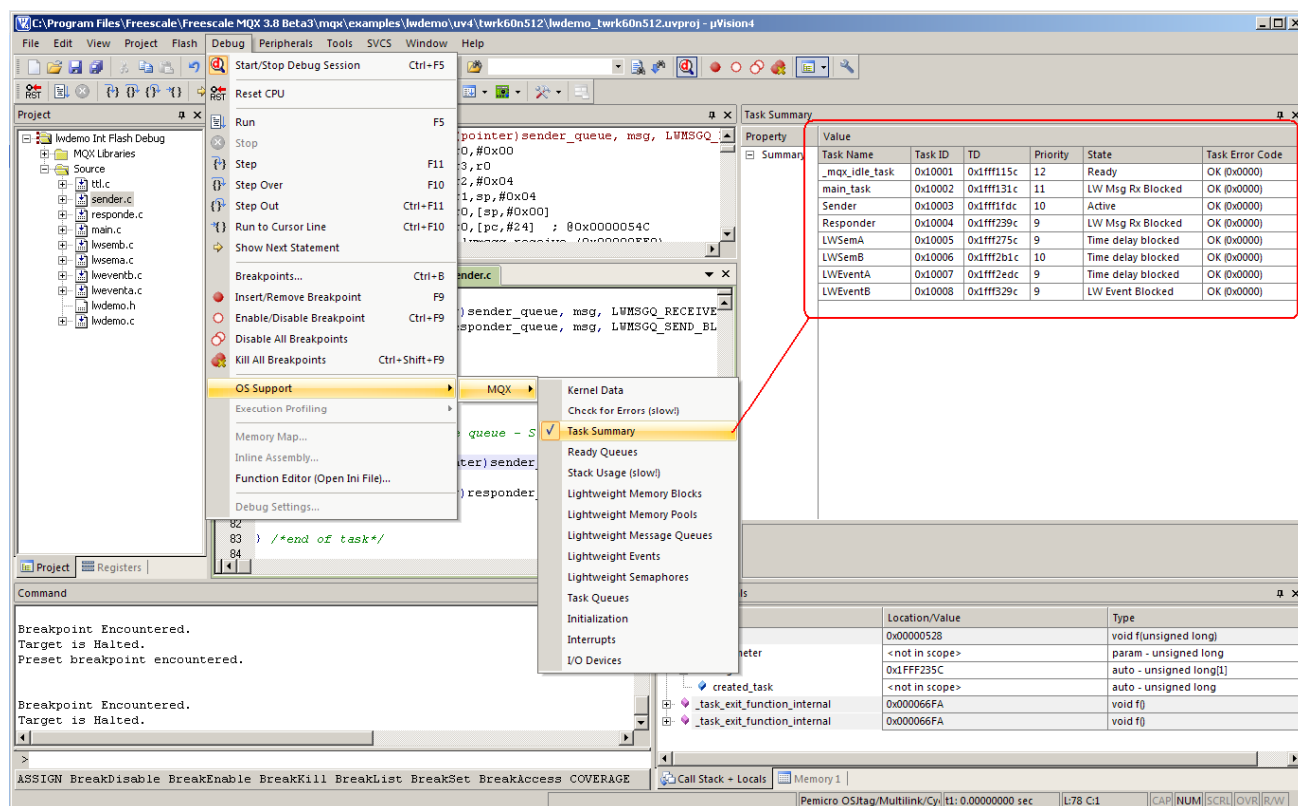 C:\Program Files\Freescale\Freescale MQX 3.8 Beta3\mqx\examples\lwdemo\uv4\twrk60n512\lwdemo_twrk60n512.uvproj - µVision4
File Edit View Project Flash Debug Peripherals Tools SVCS Window Help
Start/Stop Debug Session Ctrl+F5
Reset CPU
Run F5
Stop
Step F11
Step Over F10
Step Out Ctrl+F11
Run to Cursor Line Ctrl+F10
Show Next Statement
Breakpoints... Ctrl+B
Insert/Remove Breakpoint F9
Enable/Disable Breakpoint Ctrl+F9
Disable All Breakpoints
Kill All Breakpoints Ctrl+Shift+F9
OS Support
Execution Profiling
Memory Map...
Inline Assembly...
Function Editor (Open Ini File)...
Debug Settings...
MQX
Kernel Data
Check for Errors (slow!)
Task Summary
Ready Queues
Stack Usage (slow!)
Lightweight Memory Blocks
Lightweight Memory Pools
Lightweight Message Queues
Lightweight Events
Lightweight Semaphores
Task Queues
Initialization
Interrupts
I/O Devices
Project
lwdemo Int Flash Debug
MQX Libraries
Source
ttl.c
sender.c
responde.c
main.c
lwsemb.c
lwsema.c
lweventb.c
lweventa.c
lwdemo.h
lwdemo.c
Project Registers
(pointer)sender_queue, msg, LWMSGQ_
r0,#0x00
r3,r0
r2,#0x04
r1,sp,#0x04
r0,[sp,#0x00]
r0,[pc,#24] ; @0x0000054C
ender.c
)sender_queue, msg, LWMSGQ_RECEIVE
sponder_queue, msg, LWMSGQ_SEND_BL
queue - S
ter)sender_
)responder_
82
83 } /*end of task*/
84
Task Summary
Property Value
Summary
Task Name Task ID TD Priority State Task Error Code
_mqx_idle_task 0x10001 0x1fff115c 12 Ready OK (0x0000)
main_task 0x10002 0x1fff131c 11 LW Msg Rx Blocked OK (0x0000)
Sender 0x10003 0x1fff1fdc 10 Active OK (0x0000)
Responder 0x10004 0x1fff239c 9 LW Msg Rx Blocked OK (0x0000)
LWSemA 0x10005 0x1fff275c 9 Time delay blocked OK (0x0000)
LWSemB 0x10006 0x1fff2b1c 10 Time delay blocked OK (0x0000)
LWEventA 0x10007 0x1fff2edc 9 Time delay blocked OK (0x0000)
LWEventB 0x10008 0x1fff329c 9 LW Event Blocked OK (0x0000)
Command
Breakpoint Encountered.
Target is Halted.
Preset breakpoint encountered.
Breakpoint Encountered.
Target is Halted.
>
ASSIGN BreakDisable BreakEnable BreakKill BreakList BreakSet BreakAccess COVERAGE
ls
Location/Value Type
0x00000528 void f(unsigned long)
neter <not in scope> param - unsigned long
0x1FFF235C auto - unsigned long[1]
created_task <not in scope> auto - unsigned long
_task_exit_function_internal 0x000066FA void f()
_task_exit_function_internal 0x000066FA void f()
Call Stack + Locals Memory 1
Pemicro OSJtag/Multilink/Cy t1: 0.00000000 sec L:78 C:1 CAP NUM SCRL OVR R/W